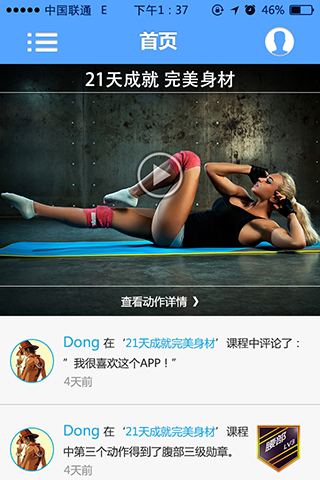 中国联通 E 下午1：37 46%
首页
21天成就 完美身材
查看动作详情 》
Dong 在‘21天成就完美身材’课程中评论了：
”我很喜欢这个APP！”
4天前
Dong 在‘21天成就完美身材’课程
中第三个动作得到了腹部三级勋章。
4天前
腹部
LV3